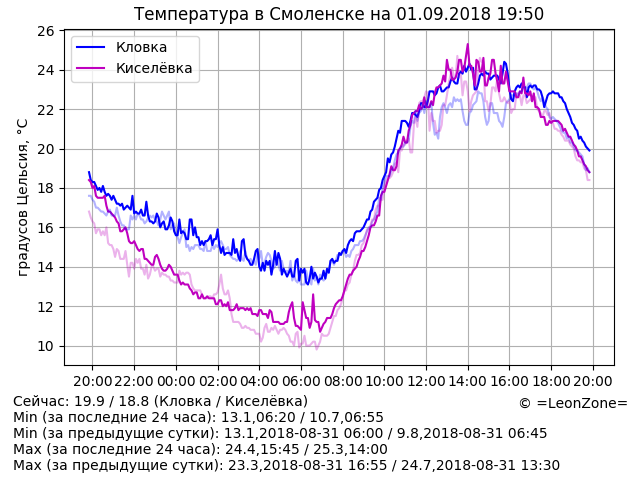 Температура в Смоленске на 01.09.2018 19:50
26
24
22
20
18
16
14
12
10
градусов Цельсия, °C
Кловка
Киселёвка
20:00 22:00 00:00 02:00 04:00 06:00 08:00 10:00 12:00 14:00 16:00 18:00 20:00
Сейчас: 19.9 / 18.8 (Кловка / Киселёвка)
© =LeonZone=
Min (за последние 24 часа): 13.1,06:20 / 10.7,06:55
Min (за предыдущие сутки): 13.1,2018-08-31 06:00 / 9.8,2018-08-31 06:45
Max (за последние 24 часа): 24.4,15:45 / 25.3,14:00
Max (за предыдущие сутки): 23.3,2018-08-31 16:55 / 24.7,2018-08-31 13:30